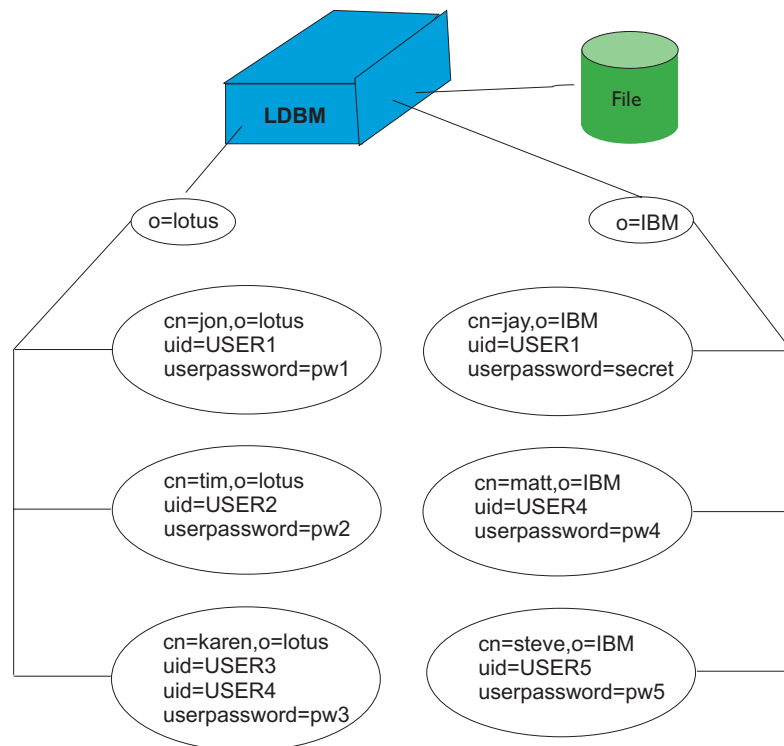 LDBM
File
o=lotus
o=IBM
cn=jon,o=lotus
uid=USER1
userpassword=pw1
cn=jay,o=IBM
uid=USER1
userpassword=secret
cn=tim,o=lotus
uid=USER2
userpassword=pw2
cn=matt,o=IBM
uid=USER4
userpassword=pw4
cn=karen,o=lotus
uid=USER3
uid=USER4
userpassword=pw3
cn=steve,o=IBM
uid=USER5
userpassword=pw5